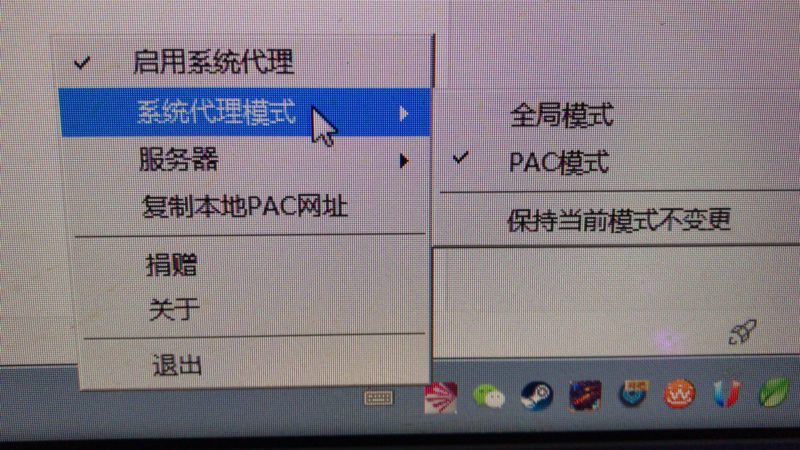 启用系统代理
系统代理模式
服务器
复制本地PAC网址
捐赠
关于
退出
全局模式
PAC模式
保持当前模式不变更